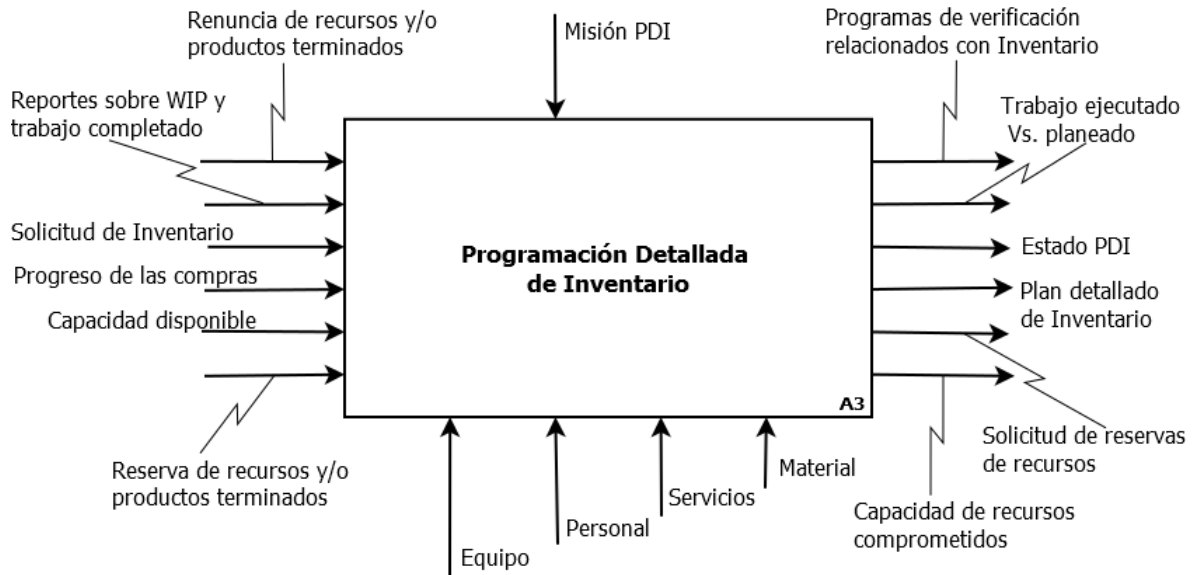 Renuncia de recursos y/o
productos terminados
Misión PDI
Programas de verificación
relacionados con Inventario
Reportes sobre WIP y
trabajo completado
Trabajo ejecutado
Vs. planeado
Solicitud de Inventario
Progreso de las compras
Capacidad disponible
Programación Detallada
de Inventario
Estado PDI
Plan detallado
de Inventario
A3
Reserva de recursos y/o
productos terminados
Equipo
Personal
Servicios
Material
Solicitud de reservas
de recursos
Capacidad de recursos
comprometidos